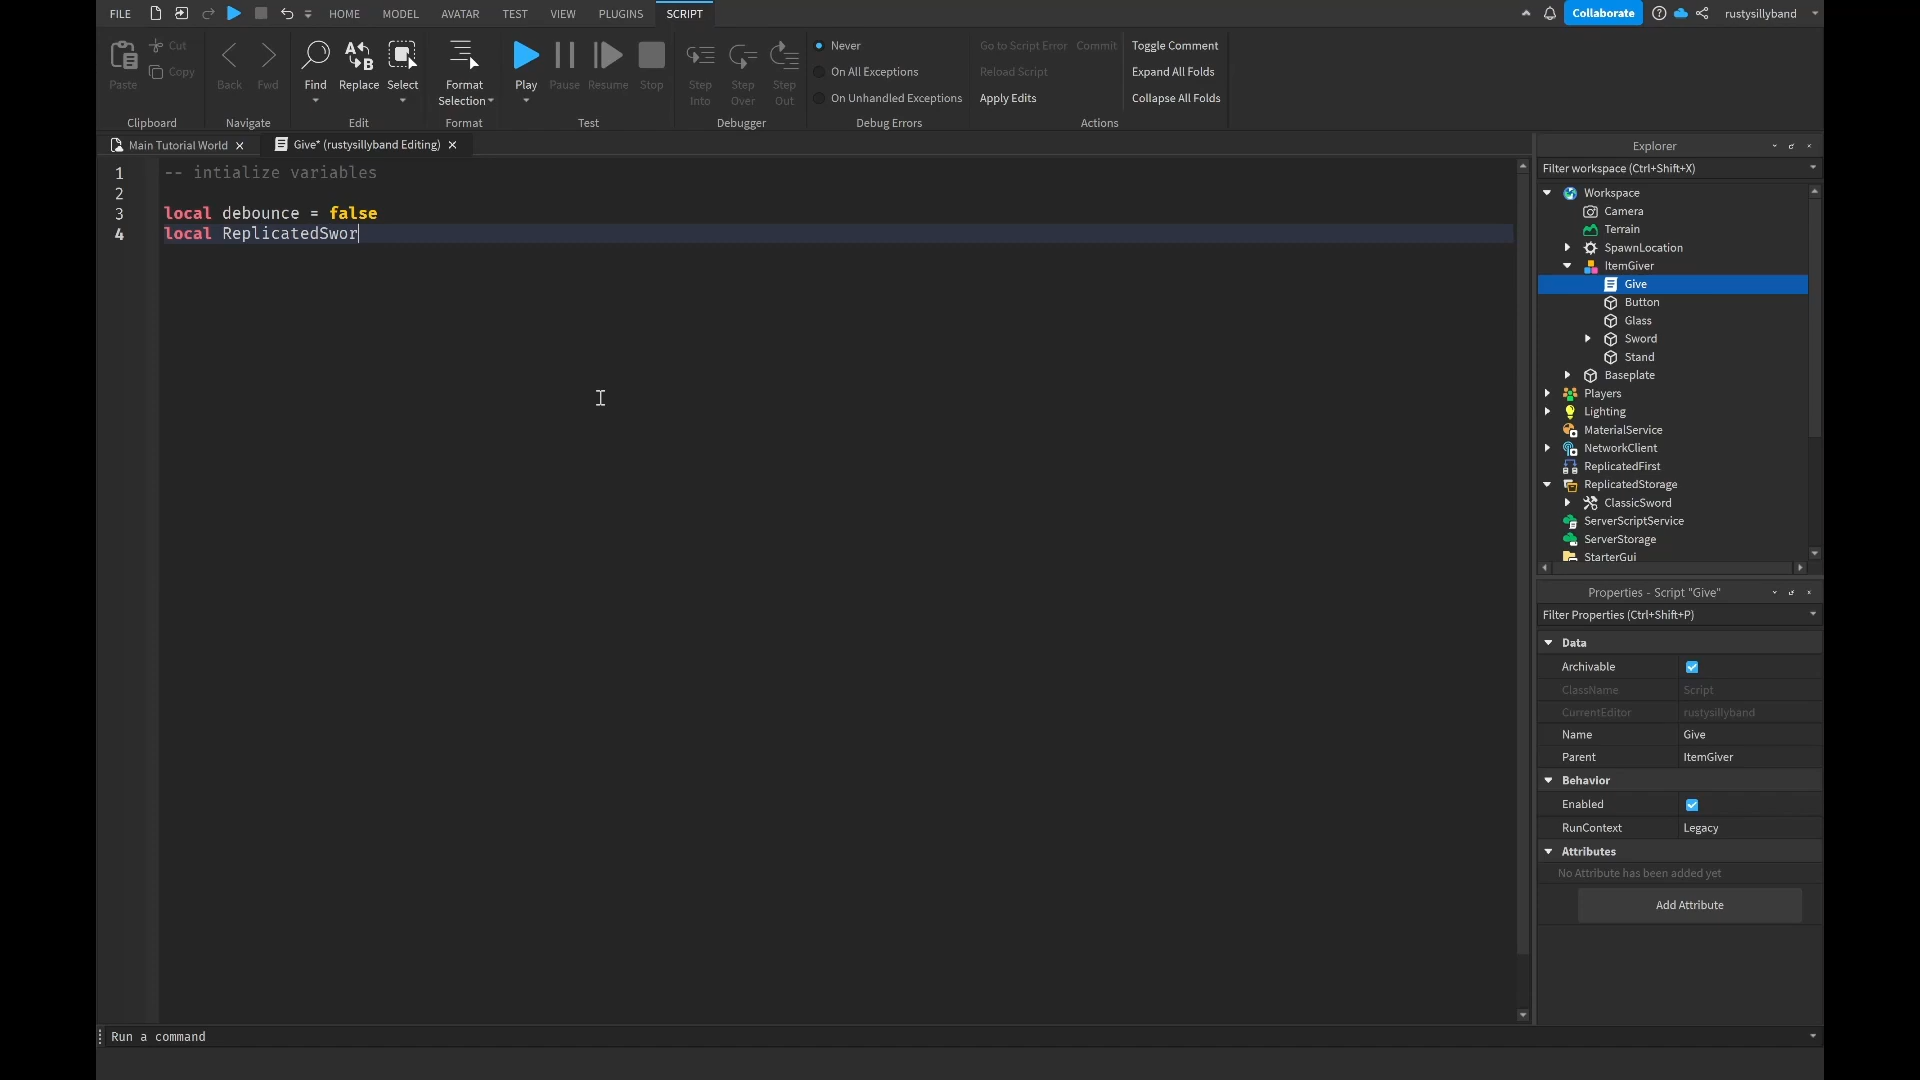 FILE HOME MODEL AVATAR TEST VIEW PLUGINS SCRIPT Collaborate rustysillyband
Paste Cut Copy Back Fwd Find Replace Select Format Selection Play Pause Resume Stop Step Into Step Over Step Out
Never
On All Exceptions
On Unhandled Exceptions
Go to Script Error Commit
Reload Script
Apply Edits
Toggle Comment
Expand All Folds
Collapse All Folds
Clipboard Navigate Edit Format Test Debugger Debug Errors Actions
Main Tutorial World Give* (rustysillyband Editing)
1 -- intialize variables
2
3 local debounce = false
4 local ReplicatedSwor
Explorer
Filter workspace (Ctrl+Shift+X)
Workspace
Camera
Terrain
SpawnLocation
ItemGiver
Give
Button
Glass
Sword
Stand
Baseplate
Players
Lighting
MaterialService
NetworkClient
ReplicatedFirst
ReplicatedStorage
ClassicSword
ServerScriptService
ServerStorage
StarterGui
Properties - Script "Give"
Filter Properties (Ctrl+Shift+P)
Data
Archivable
ClassName Script
CurrentEditor rustysillyband
Name Give
Parent ItemGiver
Behavior
Enabled
RunContext Legacy
Attributes
No Attribute has been added yet
Add Attribute
Run a command